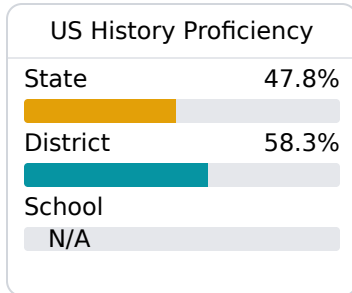 US History Proficiency
State 47.8%
District 58.3%
School
N/A